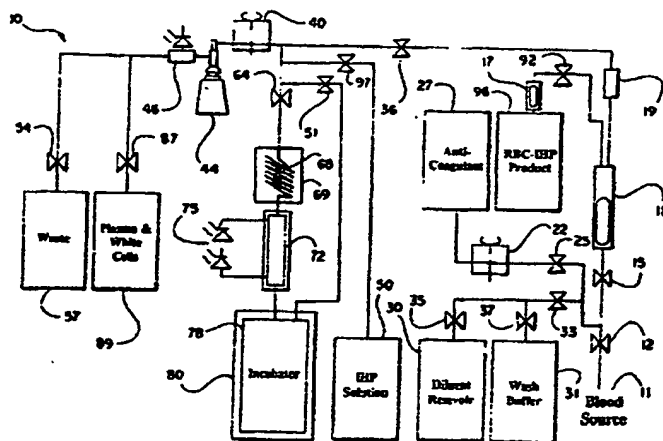 10
40
92
17
27
98
19
64
97
36
46
51
44
54
87
68
69
Anti-
Coagulant
RBC-IHP
Product
18
75
72
22
25
15
Waste
Plasma &
White
Cells
50
35
37
33
12
78
30
57
89
80
Incubator
IHP
Solution
Diluent
Reservoir
Wash
Buffer
31
Blood
Source
11